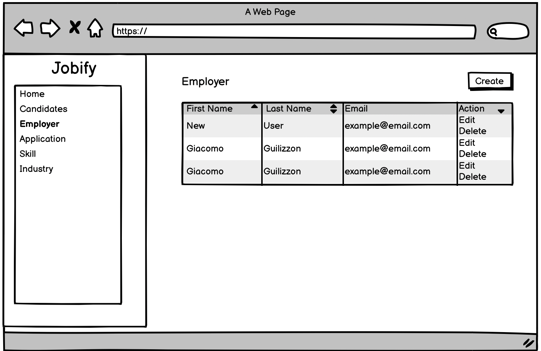 A Web Page
https://
Jobify
Home
Candidates
Employer
Application
Skill
Industry
Employer
Create
First Name Last Name Email Action
New User example@email.com Edit
Delete
Giacomo Guilizzon example@email.com Edit
Delete
Giacomo Guilizzon example@email.com Edit
Delete